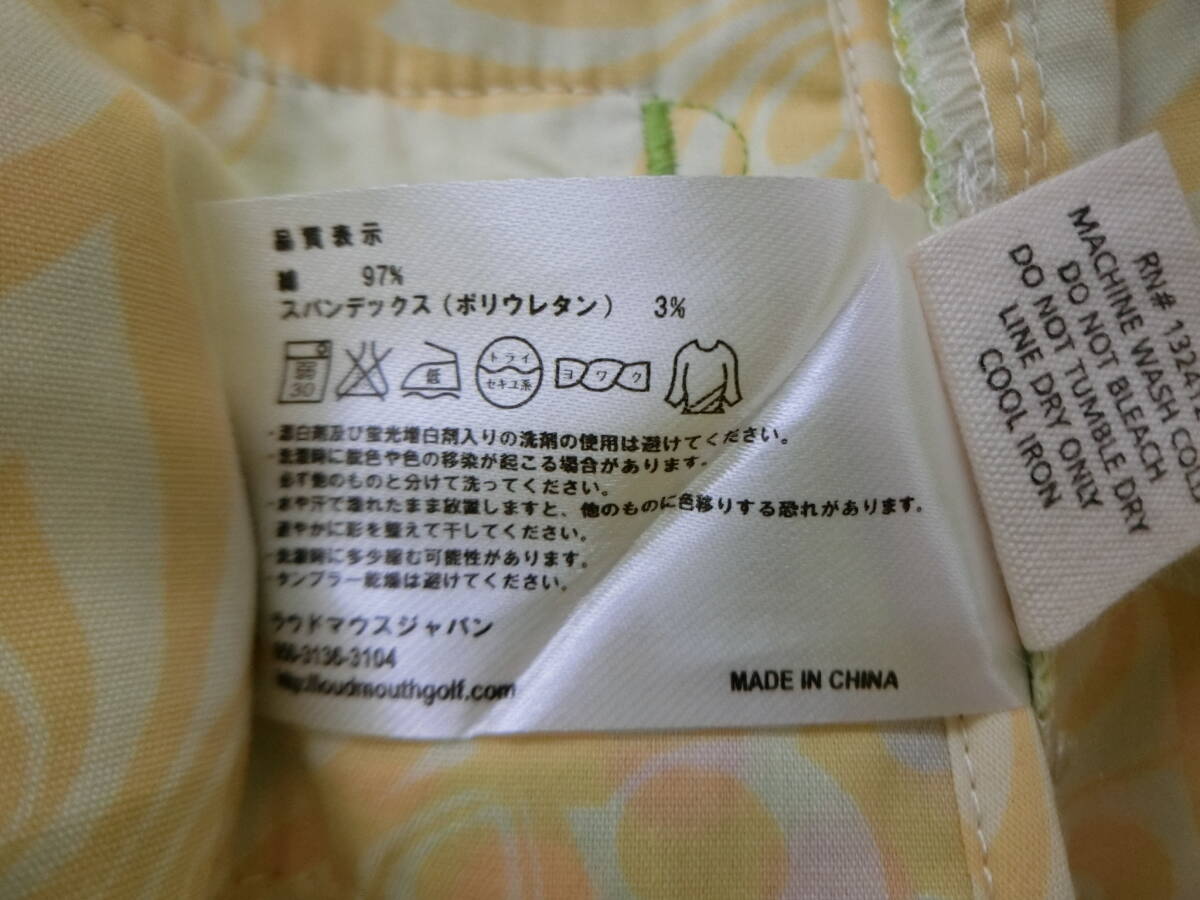 品質表示
綿 97%
スパンデックス(ポリウレタン) 3%
弱
30
低
ドライ
セキユ系
ヨワク
・漂白剤及び蛍光増白剤入りの洗剤の使用は避けてください。
・洗濯時に脱色や色の移染が起こる場合があります。
必ず他のものと分けて洗ってください。
・水や汗で濡れたまま放置しますと、他のものに色移りする恐れがあります。
速やかに形を整えて干してください。
・洗濯時に多少縮む可能性があります。
・タンブラー乾燥は避けてください。
ラウドマウスジャパン
3136-3104
http://loudmouthgolf.com
MADE IN CHINA
RN# 1324
MACHINE WASH COLD
DO NOT BLEACH
DO NOT TUMBLE DRY
LINE DRY ONLY
COOL IRON